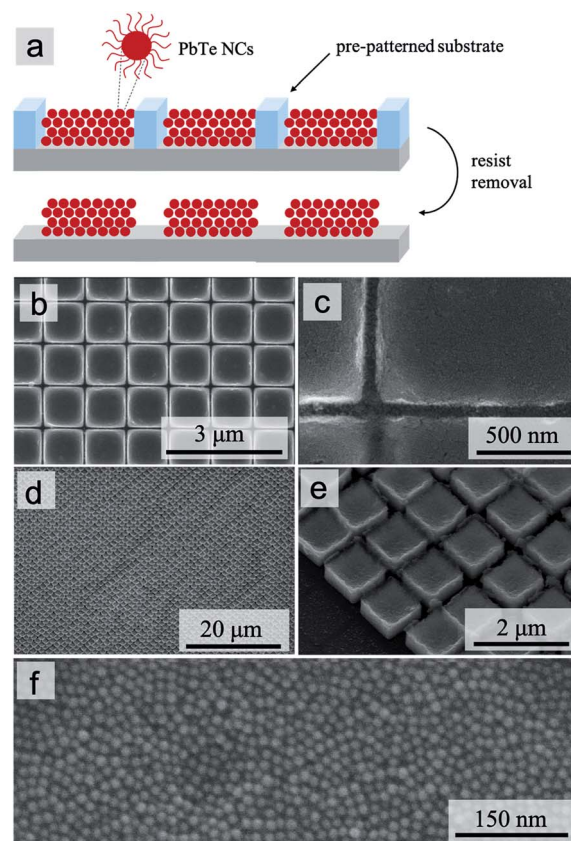 a
PbTe NCs
pre-patterned substrate
resist
removal
b
3 μm
c
500 nm
d
20 μm
e
2 μm
f
150 nm